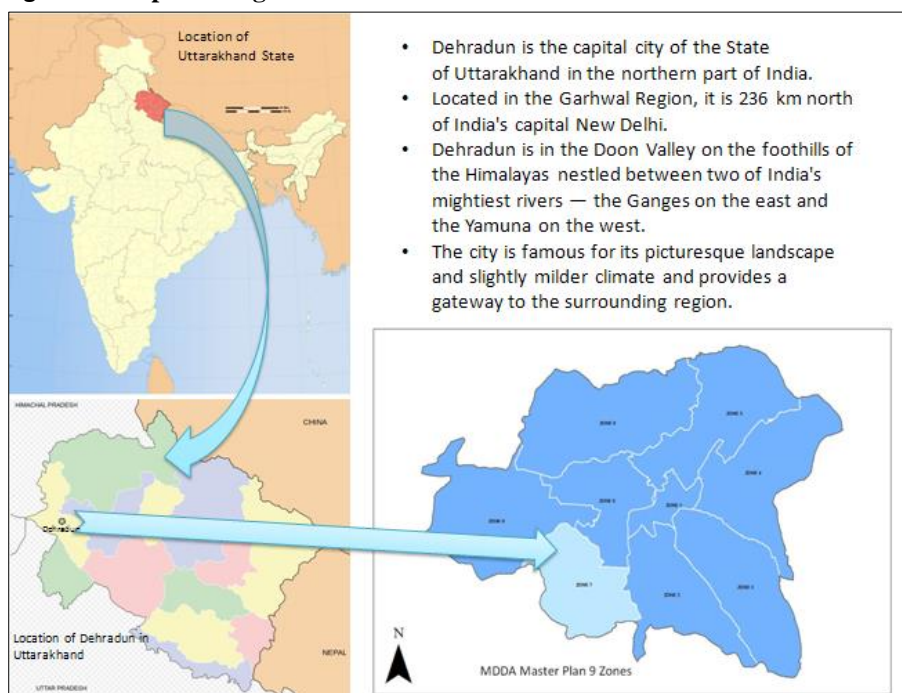 Location of
Uttarakhand State
• Dehradun is the capital city of the State
of Uttarakhand in the northern part of India.
• Located in the Garhwal Region, it is 236 km north
of India's capital New Delhi.
• Dehradun is in the Doon Valley on the foothills of
the Himalayas nestled between two of India's
mightiest rivers — the Ganges on the east and
the Yamuna on the west.
• The city is famous for its picturesque landscape
and slightly milder climate and provides a
gateway to the surrounding region.
HIMACHAL PRADESH
CHINA
Location of Dehradun in
Uttarakhand
NEPAL
UTTAR PRADESH
ZONE 7
N
MDDA Master Plan 9 Zones